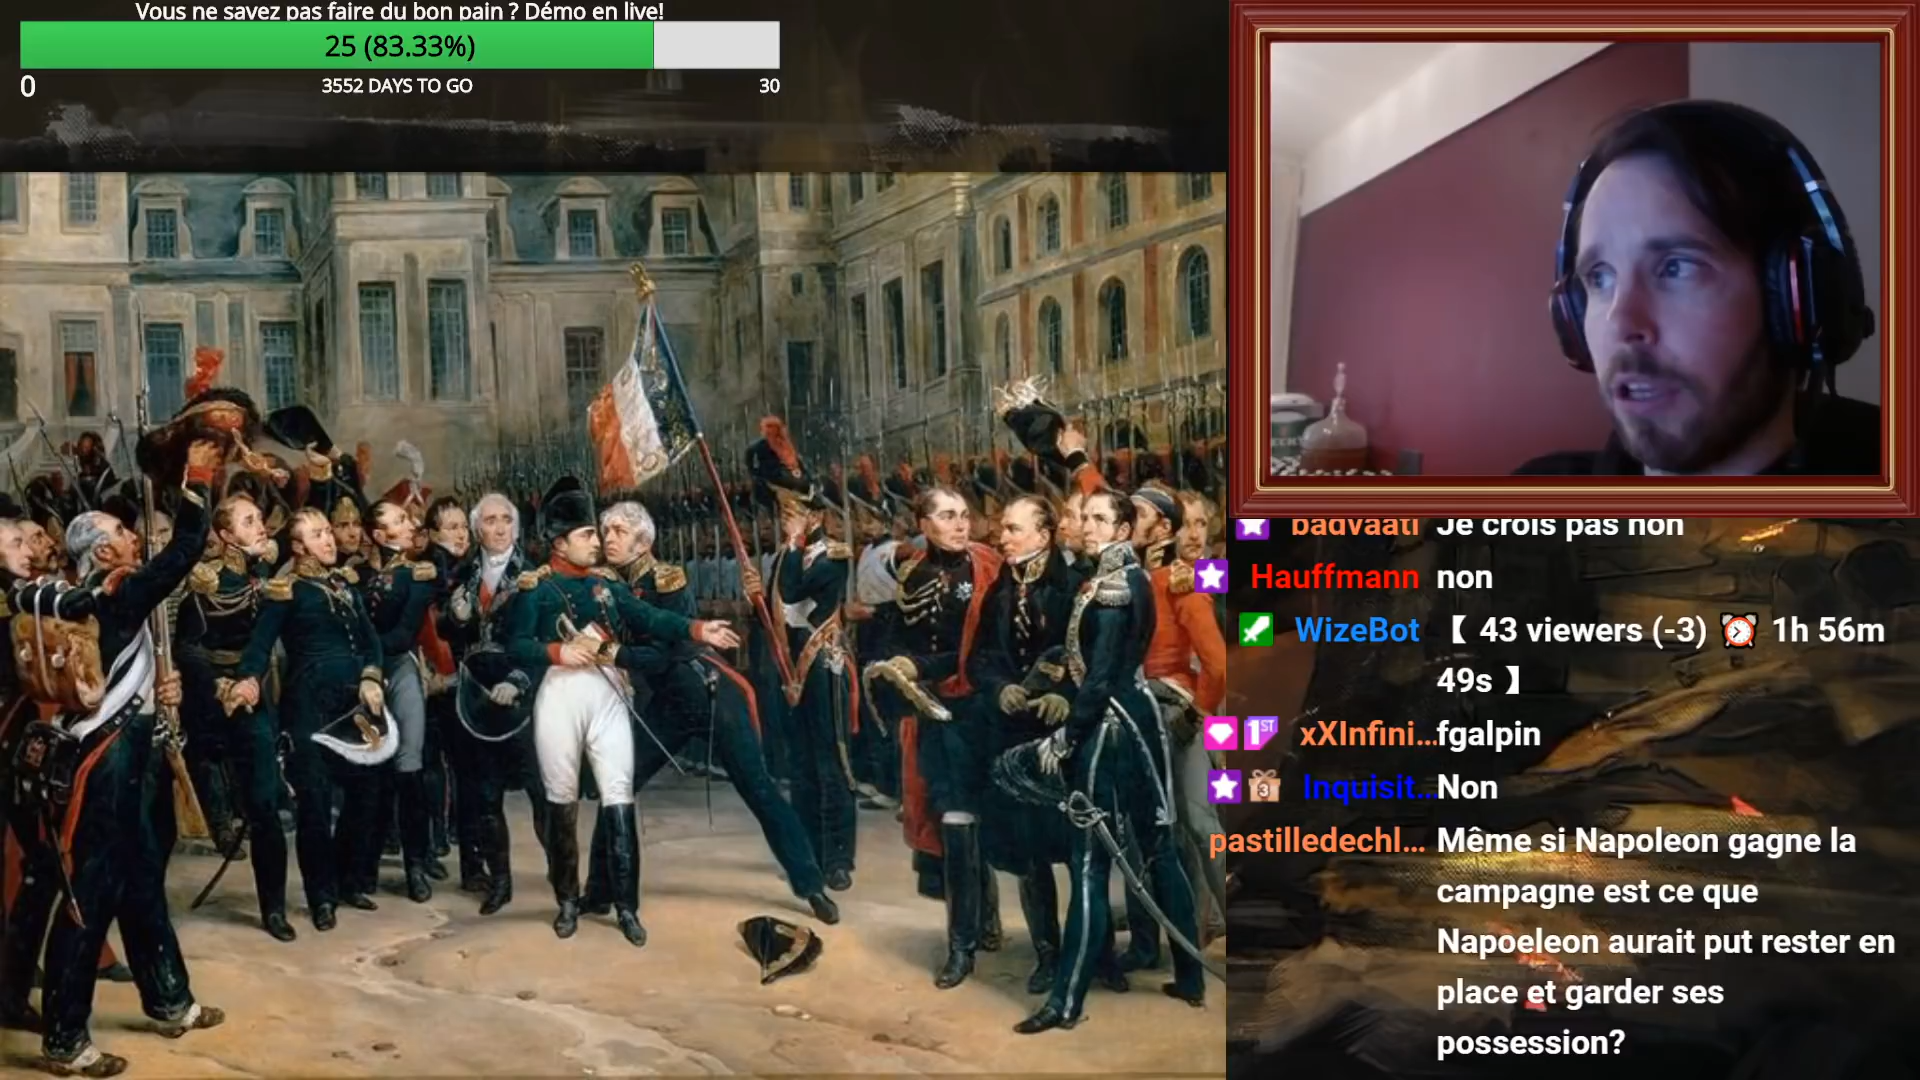 Vous ne savez pas faire du bon pain ? Démo en live!
25 (83.33%)
0
3552 DAYS TO GO
30
badvaati Je crois pas non
Hauffmann non
WizeBot 【 43 viewers (-3) ⏰ 1h 56m
49s 】
1ST xXInfini... fgalpin
3 Inquisit... Non
pastilledechl... Même si Napoleon gagne la
campagne est ce que
Napoeleon aurait put rester en
place et garder ses
possession?